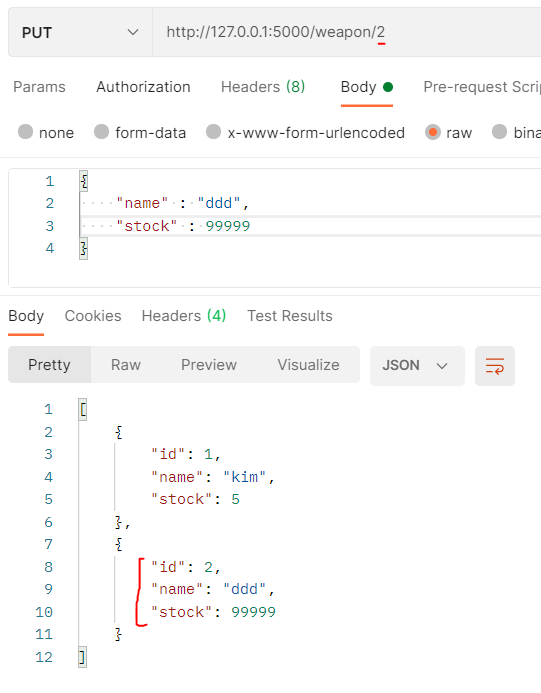 PUT http://127.0.0.1:5000/weapon/2
Params Authorization Headers (8) Body Pre-request Scri
none form-data x-www-form-urlencoded raw bina
1 {
2 "name" : "ddd",
3 "stock" : 99999
4 }
Body Cookies Headers (4) Test Results
Pretty Raw Preview Visualize JSON
1 [
2 {
3 "id": 1,
4 "name": "kim",
5 "stock": 5
6 },
7 {
8 "id": 2,
9 "name": "ddd",
10 "stock": 99999
11 }
12 ]